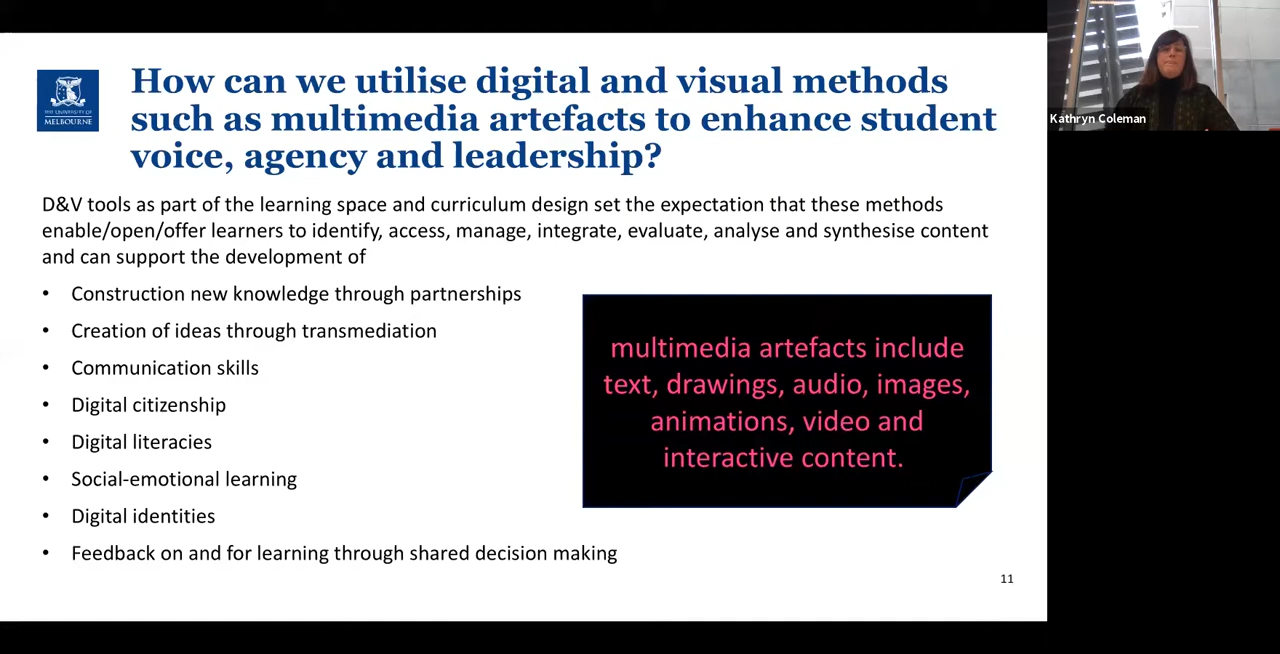 How can we utilise digital and visual methods
such as multimedia artefacts to enhance student
voice, agency and leadership?
THE UNIVERSITY OF
MELBOURNE
Kathryn Coleman
D&V tools as part of the learning space and curriculum design set the expectation that these methods
enable/open/offer learners to identify, access, manage, integrate, evaluate, analyse and synthesise content
and can support the development of
• Construction new knowledge through partnerships
• Creation of ideas through transmediation
• Communication skills
• Digital citizenship
• Digital literacies
• Social-emotional learning
• Digital identities
• Feedback on and for learning through shared decision making
multimedia artefacts include
text, drawings, audio, images,
animations, video and
interactive content.
11